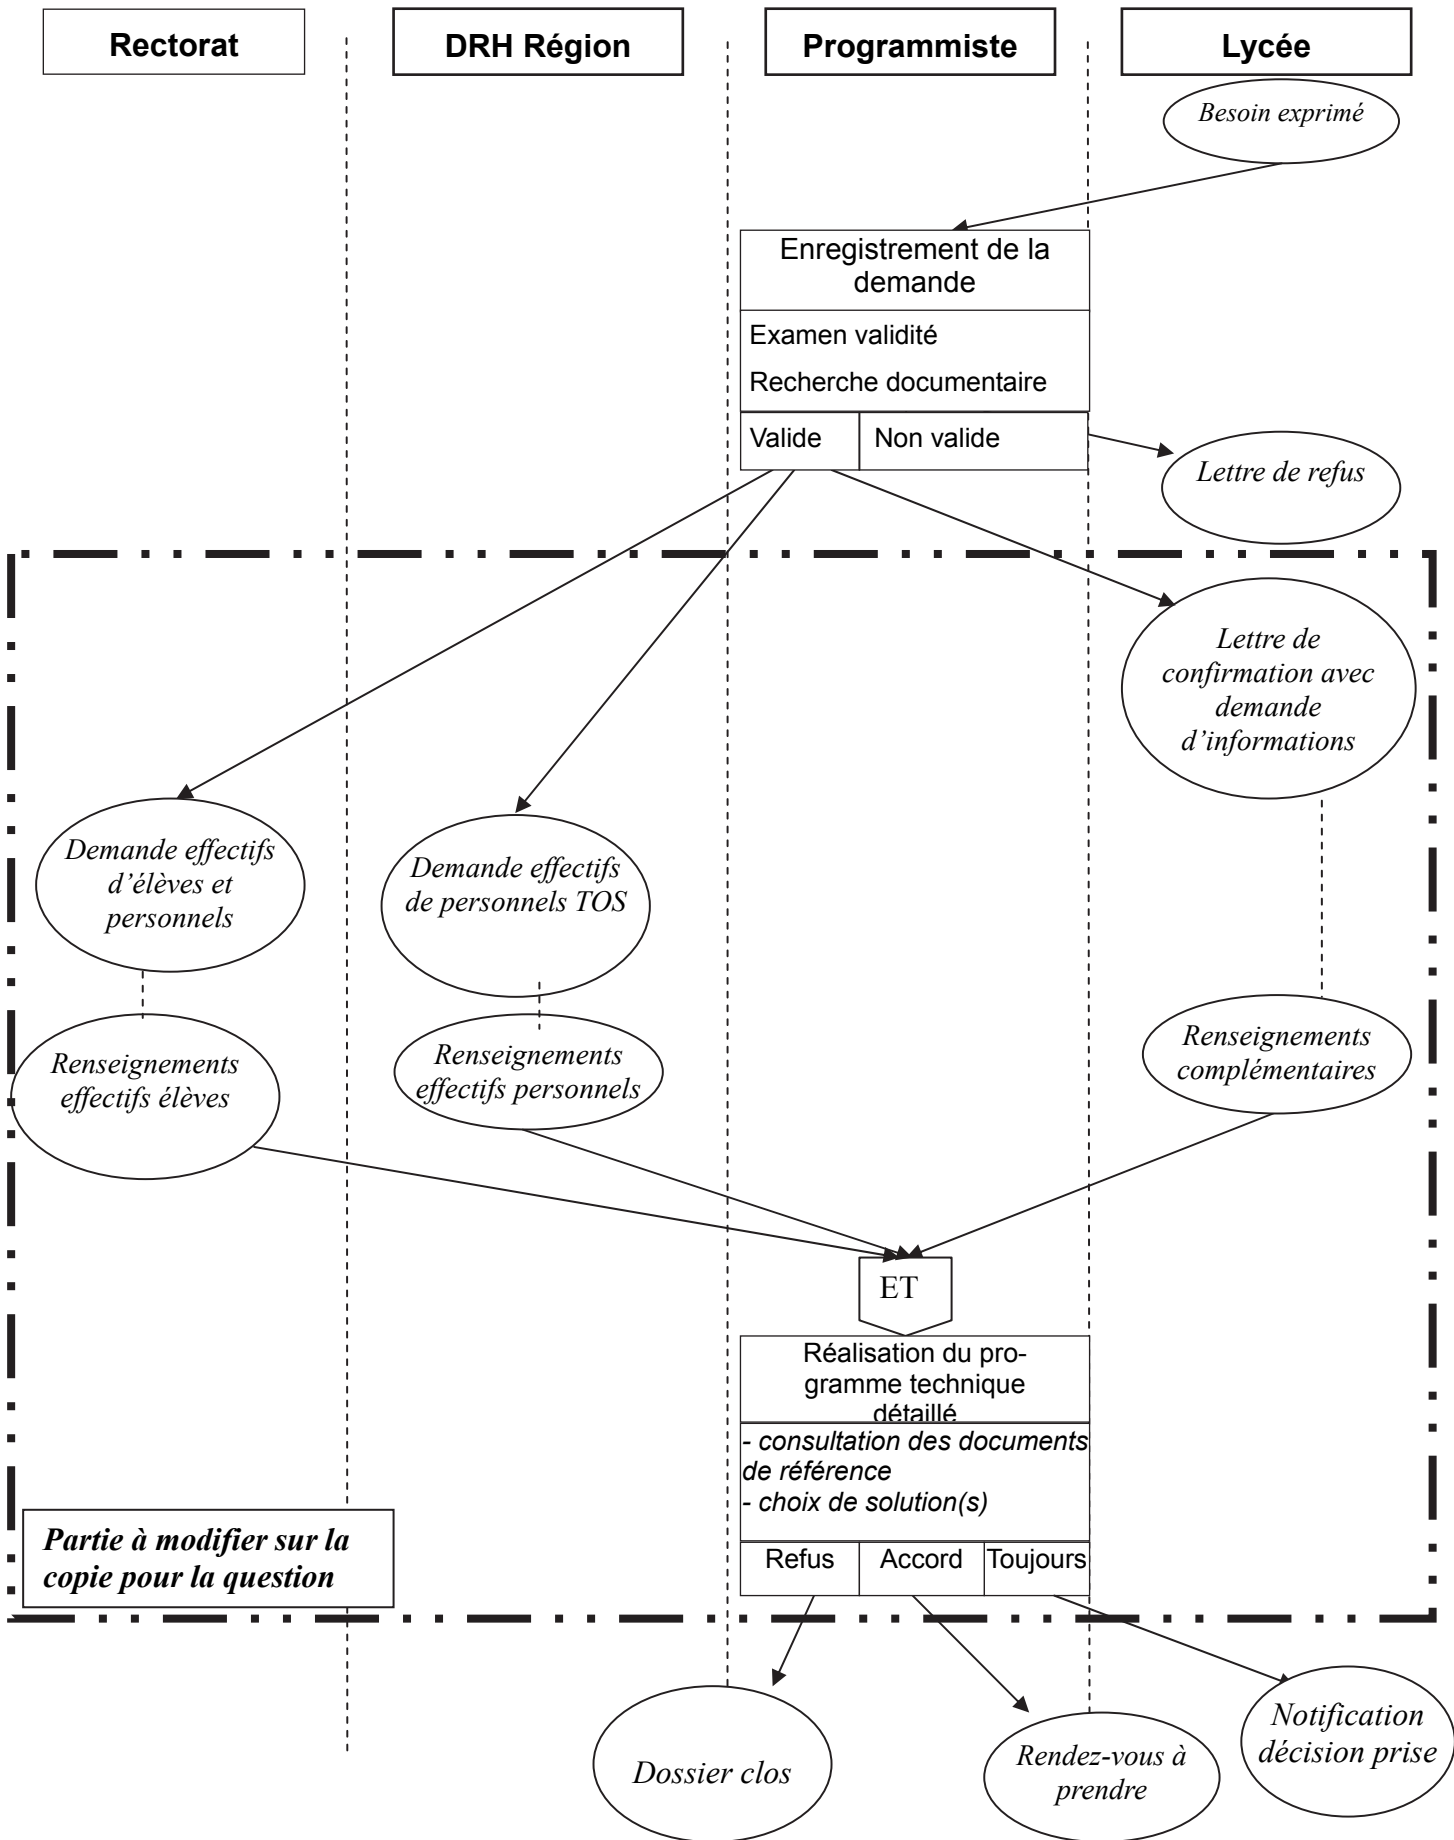 Rectorat
DRH Région
Programmiste
Lycée
Besoin exprimé
Enregistrement de la
demande
Examen validité
Recherche documentaire
Valide
Non valide
Lettre de refus
Lettre de
confirmation avec
demande
d'informations
Demande effectifs
d'élèves et
personnels
Demande effectifs
de personnels TOS
Renseignements
effectifs élèves
Renseignements
effectifs personnels
Renseignements
complémentaires
ET
Réalisation du pro-
gramme technique
détaillé
- consultation des documents
de référence
- choix de solution(s)
Refus
Accord
Toujours
Partie à modifier sur la
copie pour la question
Dossier clos
Rendez-vous à
prendre
Notification
décision prise